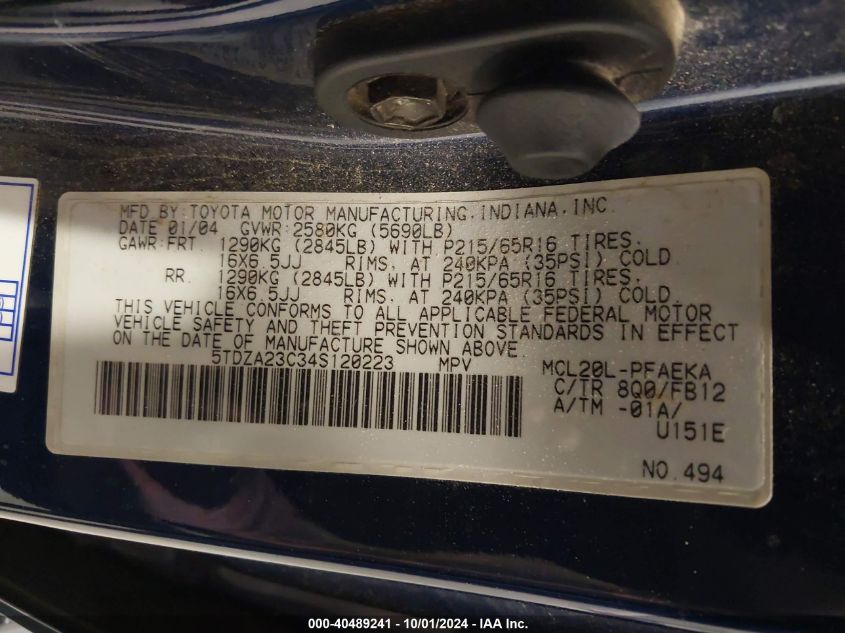 MFD.BY:TOYOTA MOTOR MANUFACTURING,INDIANA,INC.
DATE 01/04 GVWR:2580KG (5690LB)
GAWR:FRT. 1290KG (2845LB) WITH P215/65R16 TIRES.
16X6.5JJ RIMS. AT 240KPA (35PSI) COLD
RR. 1290KG (2845LB) WITH P215/65R16 TIRES.
16X6.5JJ RIMS. AT 240KPA (35PSI) COLD.
THIS VEHICLE CONFORMS TO ALL APPLICABLE FEDERAL MOTOR
VEHICLE SAFETY AND THEFT PREVENTION STANDARDS IN EFFECT
ON THE DATE OF MANUFACTURE SHOWN ABOVE.
5TDZA23C34S120223 MPV MCL20L-PFAEKA
C/TR 8Q0/FB12
A/TM -01A/
U151E
NO.494
000-40489241 - 10/01/2024 - IAA Inc.